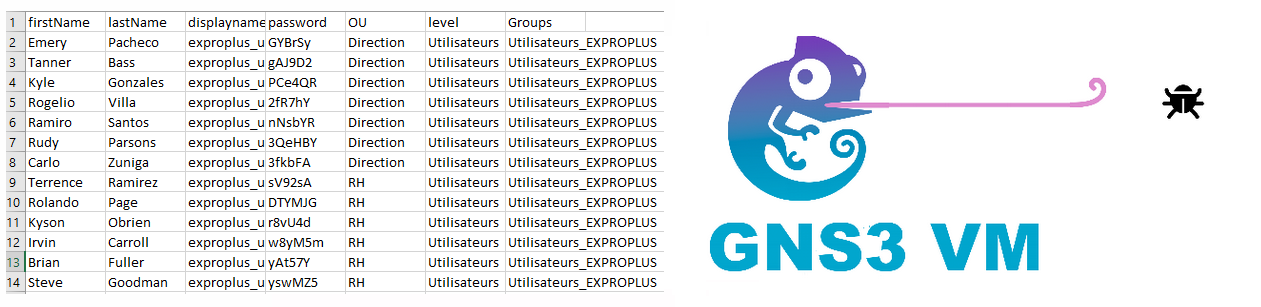 1 firstName lastName displayname password OU level Groups
2 Emery Pacheco exproplus_u GYBrSy Direction Utilisateurs Utilisateurs_EXPROPLUS
3 Tanner Bass exproplus_u gAJ9D2 Direction Utilisateurs Utilisateurs_EXPROPLUS
4 Kyle Gonzales exproplus_u PCe4QR Direction Utilisateurs Utilisateurs_EXPROPLUS
5 Rogelio Villa exproplus_u 2fR7hY Direction Utilisateurs Utilisateurs_EXPROPLUS
6 Ramiro Santos exproplus_u nNsbYR Direction Utilisateurs Utilisateurs_EXPROPLUS
7 Rudy Parsons exproplus_u 3QeHBY Direction Utilisateurs Utilisateurs_EXPROPLUS
8 Carlo Zuniga exproplus_u 3fkbFA Direction Utilisateurs Utilisateurs_EXPROPLUS
9 Terrence Ramirez exproplus_u sV92sA RH Utilisateurs Utilisateurs_EXPROPLUS
10 Rolando Page exproplus_u DTYMJG RH Utilisateurs Utilisateurs_EXPROPLUS
11 Kyson Obrien exproplus_u r8vU4d RH Utilisateurs Utilisateurs_EXPROPLUS
12 Irvin Carroll exproplus_u w8yM5m RH Utilisateurs Utilisateurs_EXPROPLUS
13 Brian Fuller exproplus_u yAt57Y RH Utilisateurs Utilisateurs_EXPROPLUS
14 Steve Goodman exproplus_u yswMZ5 RH Utilisateurs Utilisateurs_EXPROPLUS
GNS3 VM